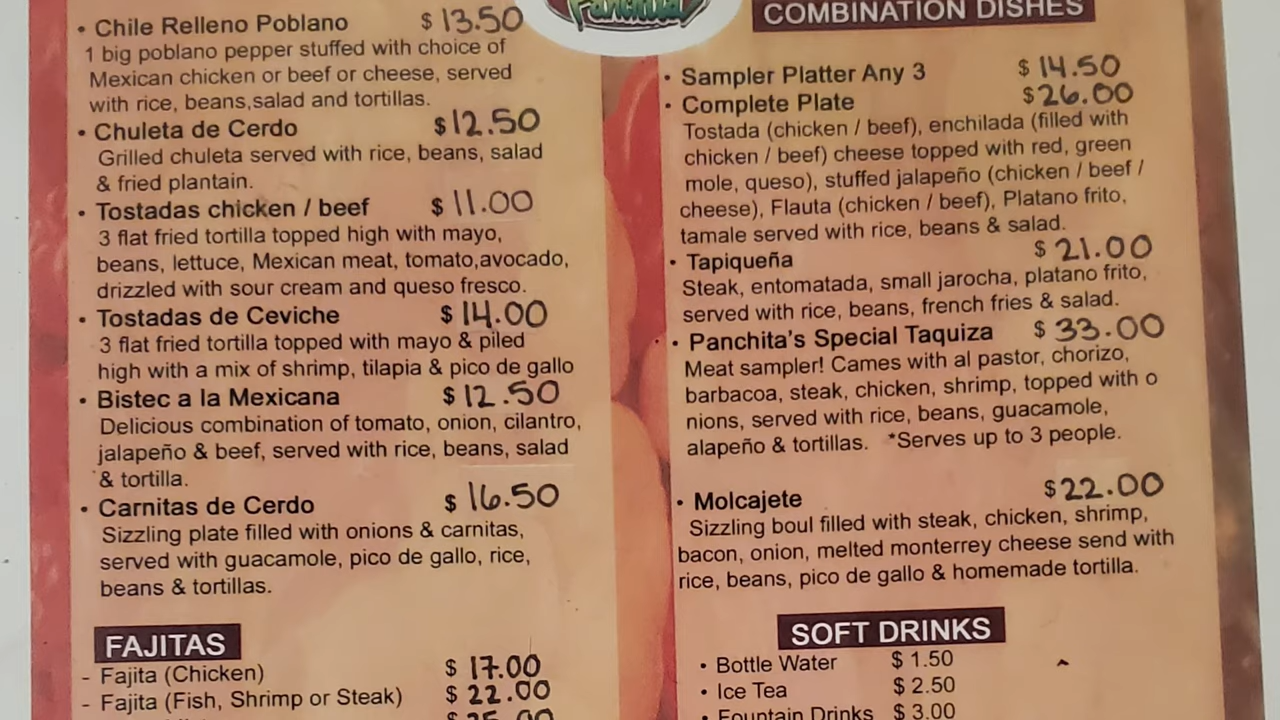 • Chile Relleno Poblano $ 13.50
1 big poblano pepper stuffed with choice of
Mexican chicken or beef or cheese, served
with rice, beans,salad and tortillas.
• Chuleta de Cerdo $12.50
Grilled chuleta served with rice, beans, salad
& fried plantain.
• Tostadas chicken / beef $ 11.00
3 flat fried tortilla topped high with mayo,
beans, lettuce, Mexican meat, tomato,avocado,
drizzled with sour cream and queso fresco.
• Tostadas de Ceviche $ 14.00
3 flat fried tortilla topped with mayo & piled
high with a mix of shrimp, tilapia & pico de gallo
• Bistec a la Mexicana $ 12.50
Delicious combination of tomato, onion, cilantro,
jalapeño & beef, served with rice, beans, salad
& tortilla.
• Carnitas de Cerdo $ 16.50
Sizzling plate filled with onions & carnitas,
served with guacamole, pico de gallo, rice,
beans & tortillas.
FAJITAS
- Fajita (Chicken) $ 17.00
- Fajita (Fish, Shrimp or Steak) $ 22.00
Panchita
COMBINATION DISHES
• Sampler Platter Any 3 $ 14.50
• Complete Plate $26.00
Tostada (chicken / beef), enchilada (filled with
chicken / beef) cheese topped with red, green
mole, queso), stuffed jalapeño (chicken / beef /
cheese), Flauta (chicken / beef), Platano frito,
tamale served with rice, beans & salad.
• Tapiqueña $ 21.00
Steak, entomatada, small jarocha, platano frito,
served with rice, beans, french fries & salad.
• Panchita's Special Taquiza $ 33.00
Meat sampler! Cames with al pastor, chorizo,
barbacoa, steak, chicken, shrimp, topped with o
nions, served with rice, beans, guacamole,
alapeño & tortillas. *Serves up to 3 people.
• Molcajete $22.00
Sizzling boul filled with steak, chicken, shrimp,
bacon, onion, melted monterrey cheese send with
rice, beans, pico de gallo & homemade tortilla.
SOFT DRINKS
• Bottle Water $ 1.50
• Ice Tea $ 2.50
• Fountain Drinks $ 3.00